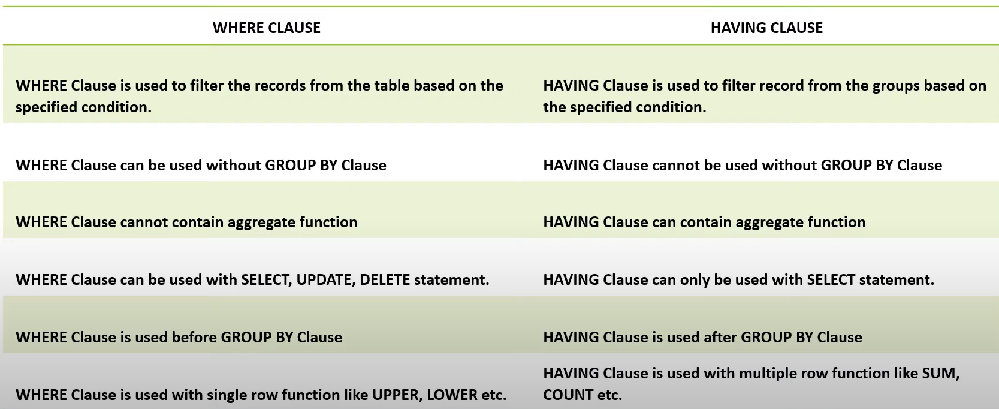 WHERE CLAUSE
HAVING CLAUSE
WHERE Clause is used to filter the records from the table based on the
specified condition.
HAVING Clause is used to filter record from the groups based on
the specified condition.
WHERE Clause can be used without GROUP BY Clause
HAVING Clause cannot be used without GROUP BY Clause
WHERE Clause cannot contain aggregate function
HAVING Clause can contain aggregate function
WHERE Clause can be used with SELECT, UPDATE, DELETE statement.
HAVING Clause can only be used with SELECT statement.
WHERE Clause is used before GROUP BY Clause
HAVING Clause is used after GROUP BY Clause
WHERE Clause is used with single row function like UPPER, LOWER etc.
HAVING Clause is used with multiple row function like SUM,
COUNT etc.